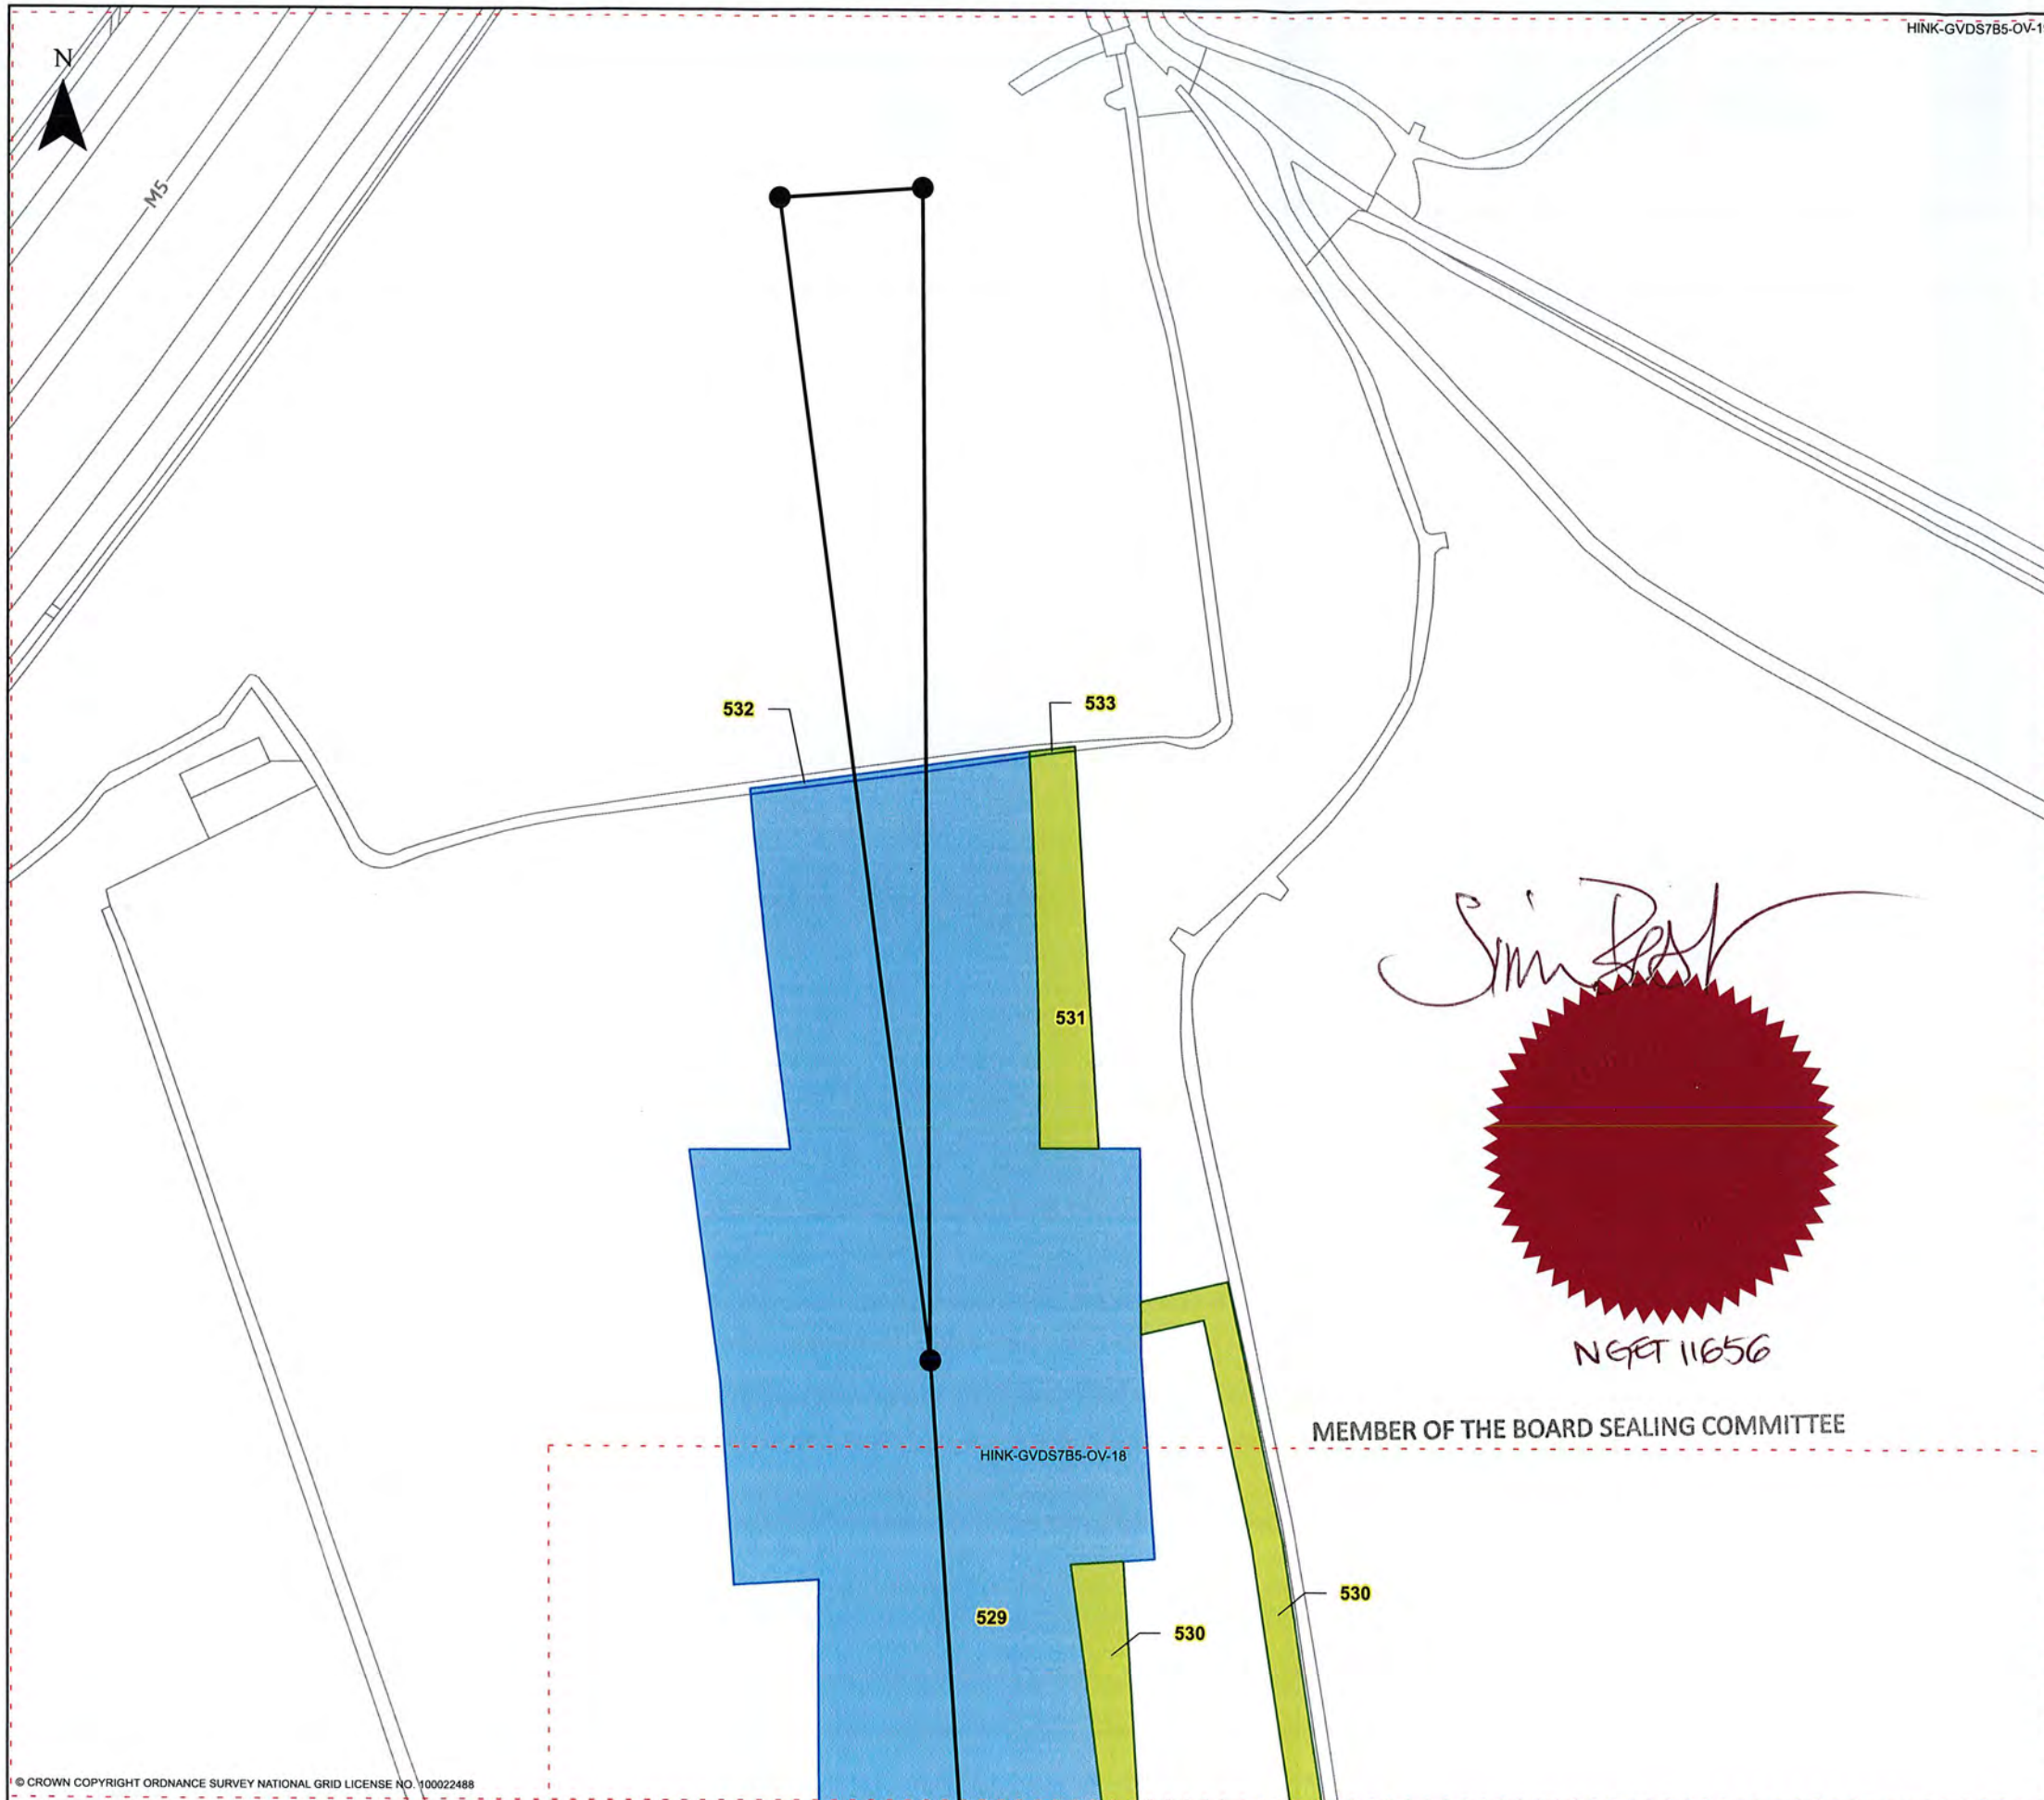 HINK-GVDS7B5-OV-1
N
M5
532
533
531
NGET 11656
MEMBER OF THE BOARD SEALING COMMITTEE
HINK-GVDS7B5-OV-18
530
529
530
© CROWN COPYRIGHT ORDNANCE SURVEY NATIONAL GRID LICENSE NO. 100022488